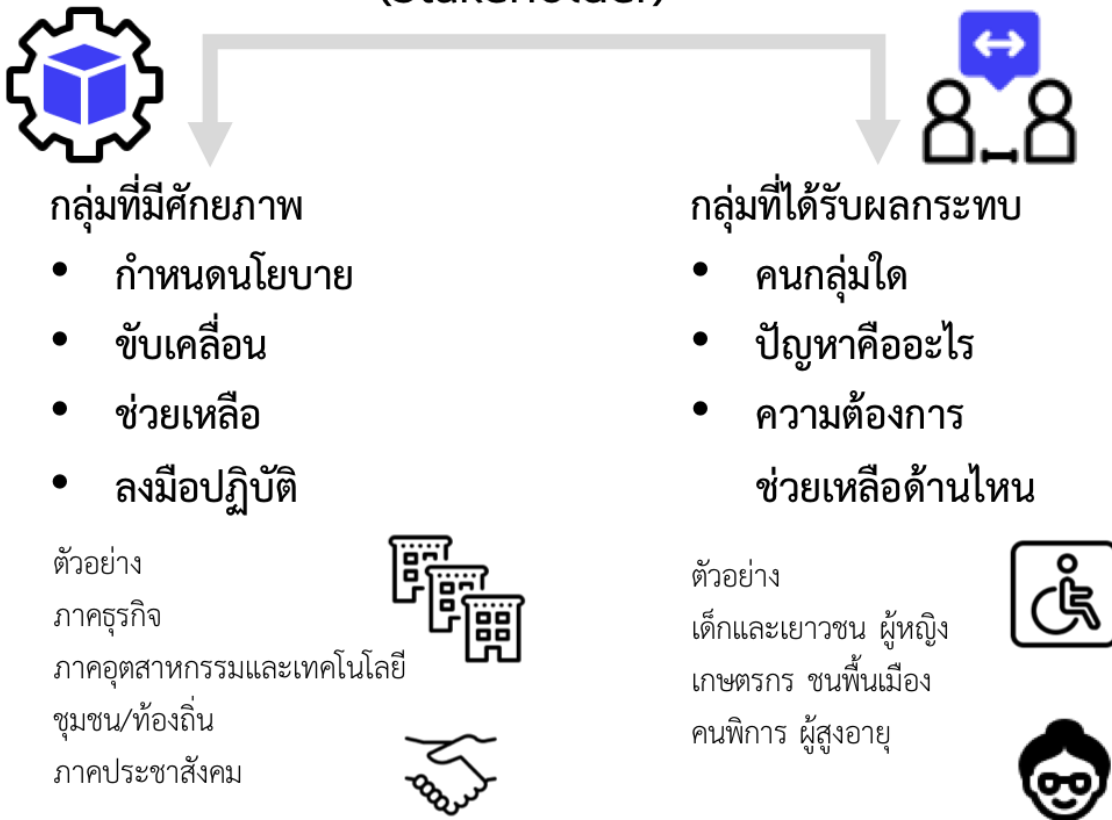 (Stakeholder)
กลุ่มที่มีศักยภาพ
• กำหนดนโยบาย
• ขับเคลื่อน
• ช่วยเหลือ
• ลงมือปฏิบัติ
ตัวอย่าง
ภาคธุรกิจ
ภาคอุตสาหกรรมและเทคโนโลยี
ชุมชน/ท้องถิ่น
ภาคประชาสังคม
กลุ่มที่ได้รับผลกระทบ
• คนกลุ่มใด
• ปัญหาคืออะไร
• ความต้องการ
ช่วยเหลือด้านไหน
ตัวอย่าง
เด็กและเยาวชน ผู้หญิง
เกษตรกร ชนพื้นเมือง
คนพิการ ผู้สูงอายุ